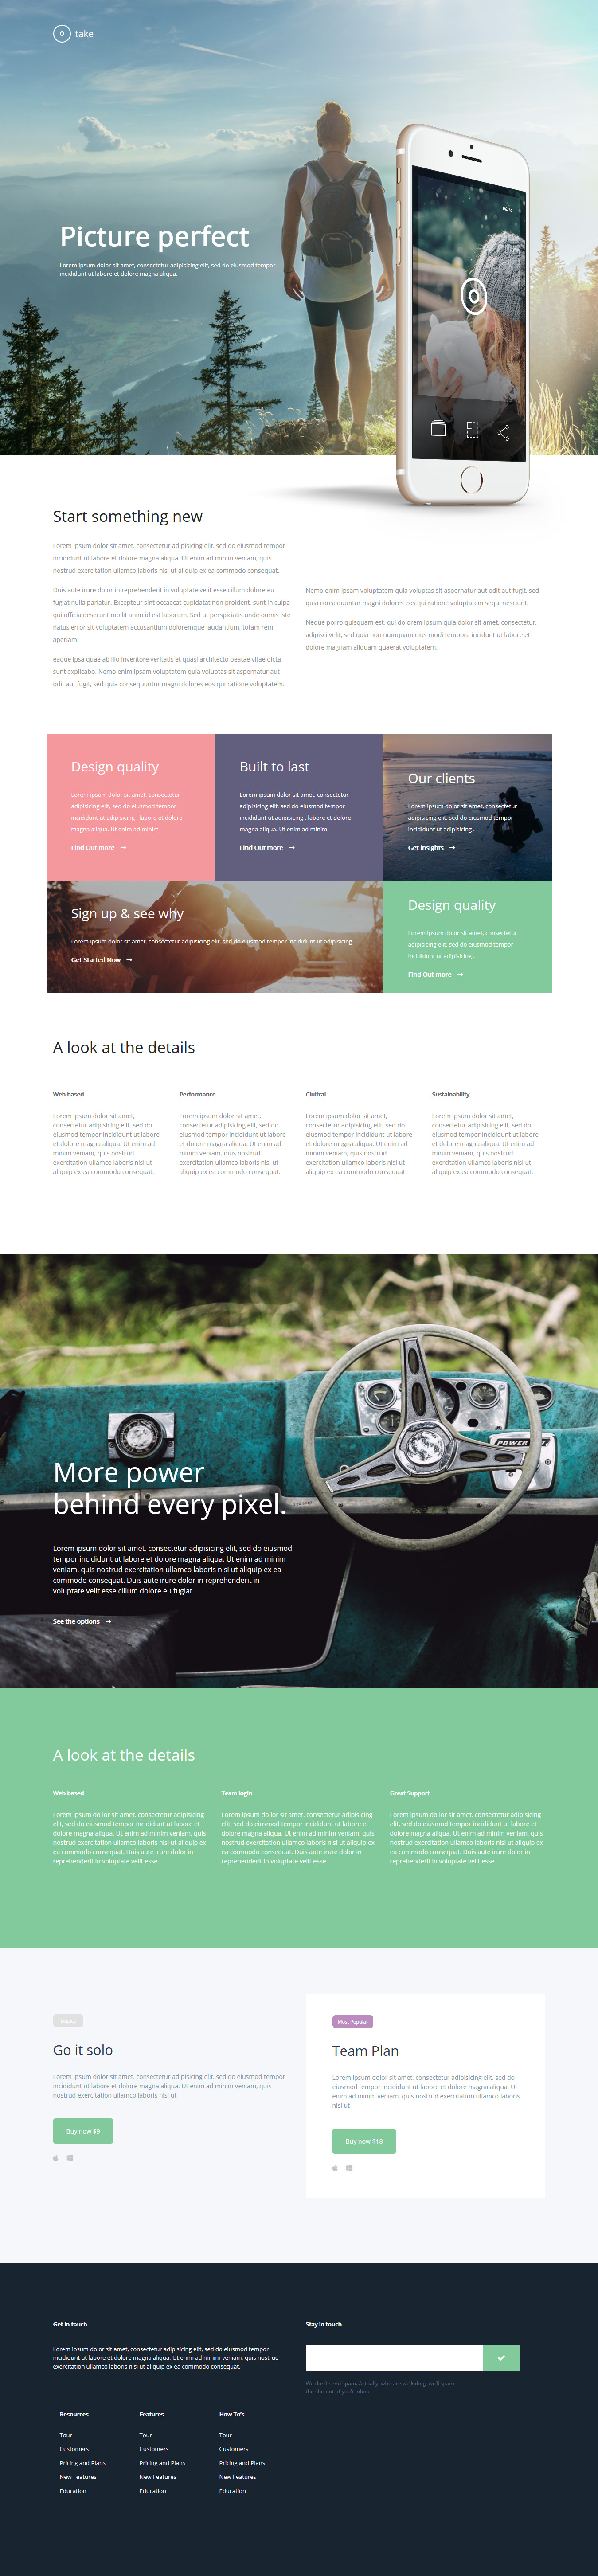 take
Picture perfect
Lorem ipsum dolor sit amet, consectetur adipisicing elit, sed do eiusmod tempor
incididunt ut labore et dolore magna aliqua.
Start something new
Lorem ipsum dolor sit amet, consectetur adipisicing elit, sed do eiusmod tempor
incididunt ut labore et dolore magna aliqua. Ut enim ad minim veniam, quis
nostrud exercitation ullamco laboris nisi ut aliquip ex ea commodo consequat.
Duis aute irure dolor in reprehenderit in voluptate velit esse cillum dolore eu
fugiat nulla pariatur. Excepteur sint occaecat cupidatat non proident, sunt in culpa
qui officia deserunt mollit anim id est laborum. Sed ut perspiciatis unde omnis iste
natus error sit voluptatem accusantium doloremque laudantium, totam rem
aperiam.
eaque ipsa quae ab illo inventore veritatis et quasi architecto beatae vitae dicta
sunt explicabo. Nemo enim ipsam voluptatem quia voluptas sit aspernatur aut
odit aut fugit, sed quia consequuntur magni dolores eos qui ratione voluptatem.
Nemo enim ipsam voluptatem quia voluptas sit aspernatur aut odit aut fugit, sed
quia consequuntur magni dolores eos qui ratione voluptatem sequi nesciunt.
Neque porro quisquam est, qui dolorem ipsum quia dolor sit amet, consectetur,
adipisci velit, sed quia non numquam eius modi tempora incidunt ut labore et
dolore magnam aliquam quaerat voluptatem.
Design quality
Lorem ipsum dolor sit amet, consectetur
adipisicing elit, sed do eiusmod tempor
incididunt ut adipisicing , labore et dolore
magna aliqua. Ut enim ad minim
Find Out more
Built to last
Lorem ipsum dolor sit amet, consectetur
adipisicing elit, sed do eiusmod tempor
incididunt ut adipisicing , labore et dolore
magna aliqua. Ut enim ad minim
Find Out more
Our clients
Lorem ipsum dolor sit amet, consectetur
adipisicing elit, sed do eiusmod tempor
incididunt ut adipisicing .
Get insights
Sign up & see why
Lorem ipsum dolor sit amet, consectetur adipisicing elit, sed do eiusmod tempor incididunt ut adipisicing .
Get Started Now
Design quality
Lorem ipsum dolor sit amet, consectetur
adipisicing elit, sed do eiusmod tempor
incididunt ut adipisicing .
Find Out more
A look at the details
Web based
Lorem ipsum dolor sit amet,
consectetur adipisicing elit, sed do
eiusmod tempor incididunt ut labore
et dolore magna aliqua. Ut enim ad
minim veniam, quis nostrud
exercitation ullamco laboris nisi ut
aliquip ex ea commodo consequat.
Performance
Lorem ipsum dolor sit amet,
consectetur adipisicing elit, sed do
eiusmod tempor incididunt ut labore
et dolore magna aliqua. Ut enim ad
minim veniam, quis nostrud
exercitation ullamco laboris nisi ut
aliquip ex ea commodo consequat.
Clultral
Lorem ipsum dolor sit amet,
consectetur adipisicing elit, sed do
eiusmod tempor incididunt ut labore
et dolore magna aliqua. Ut enim ad
minim veniam, quis nostrud
exercitation ullamco laboris nisi ut
aliquip ex ea commodo consequat.
Sustainability
Lorem ipsum dolor sit amet,
consectetur adipisicing elit, sed do
eiusmod tempor incididunt ut labore
et dolore magna aliqua. Ut enim ad
minim veniam, quis nostrud
exercitation ullamco laboris nisi ut
aliquip ex ea commodo consequat.
POWER
More power
behind every pixel.
Lorem ipsum dolor sit amet, consectetur adipisicing elit, sed do eiusmod
tempor incididunt ut labore et dolore magna aliqua. Ut enim ad minim
veniam, quis nostrud exercitation ullamco laboris nisi ut aliquip ex ea
commodo consequat. Duis aute irure dolor in reprehenderit in
voluptate velit esse cillum dolore eu fugiat
See the options
A look at the details
Web based
Lorem ipsum do lor sit amet, consectetur adipisicing
elit, sed do eiusmod tempor incididunt ut labore et
dolore magna aliqua. Ut enim ad minim veniam, quis
nostrud exercitation ullamco laboris nisi ut aliquip ex
ea commodo consequat. Duis aute irure dolor in
reprehenderit in voluptate velit esse
Team login
Lorem ipsum do lor sit amet, consectetur adipisicing
elit, sed do eiusmod tempor incididunt ut labore et
dolore magna aliqua. Ut enim ad minim veniam, quis
nostrud exercitation ullamco laboris nisi ut aliquip ex
ea commodo consequat. Duis aute irure dolor in
reprehenderit in voluptate velit esse
Great Support
Lorem ipsum do lor sit amet, consectetur adipisicing
elit, sed do eiusmod tempor incididunt ut labore et
dolore magna aliqua. Ut enim ad minim veniam, quis
nostrud exercitation ullamco laboris nisi ut aliquip ex
ea commodo consequat. Duis aute irure dolor in
reprehenderit in voluptate velit esse
Go it solo
Lorem ipsum dolor sit amet, consectetur adipisicing elit, sed do eiusmod tempor
incididunt ut labore et dolore magna aliqua. Ut enim ad minim veniam, quis
nostrud exercitation ullamco laboris nisi ut
Buy now $9
Most Popular
Team Plan
Lorem ipsum dolor sit amet, consectetur adipisicing elit, sed do
eiusmod tempor incididunt ut labore et dolore magna aliqua. Ut
enim ad minim veniam, quis nostrud exercitation ullamco laboris
nisi ut
Buy now $18
Get in touch
Lorem ipsum dolor sit amet, consectetur adipisicing elit, sed do eiusmod tempor
incididunt ut labore et dolore magna aliqua. Ut enim ad minim veniam, quis nostrud
exercitation ullamco laboris nisi ut aliquip ex ea commodo consequat.
Stay in touch
We don't send spam. Actually, who are we kiding, we'll spam
the shit out of you'r inbox
Resources
Tour
Customers
Pricing and Plans
New Features
Education
Features
Tour
Customers
Pricing and Plans
New Features
Education
How To's
Tour
Customers
Pricing and Plans
New Features
Education